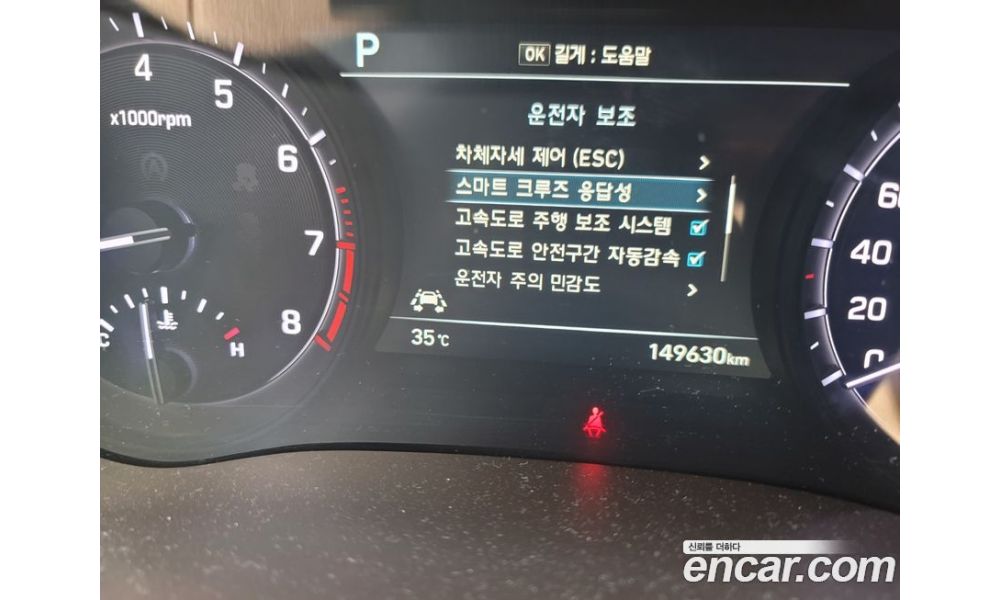 P
OK 길게 : 도움말
4
5
6
7
8
x1000rpm
운전자 보조
차체자세 제어 (ESC)
스마트 크루즈 응답성
고속도로 주행 보조 시스템
고속도로 안전구간 자동감속
운전자 주의 민감도
C
H
35℃
149630km
40
20
0
신뢰를 더하다
encar.com